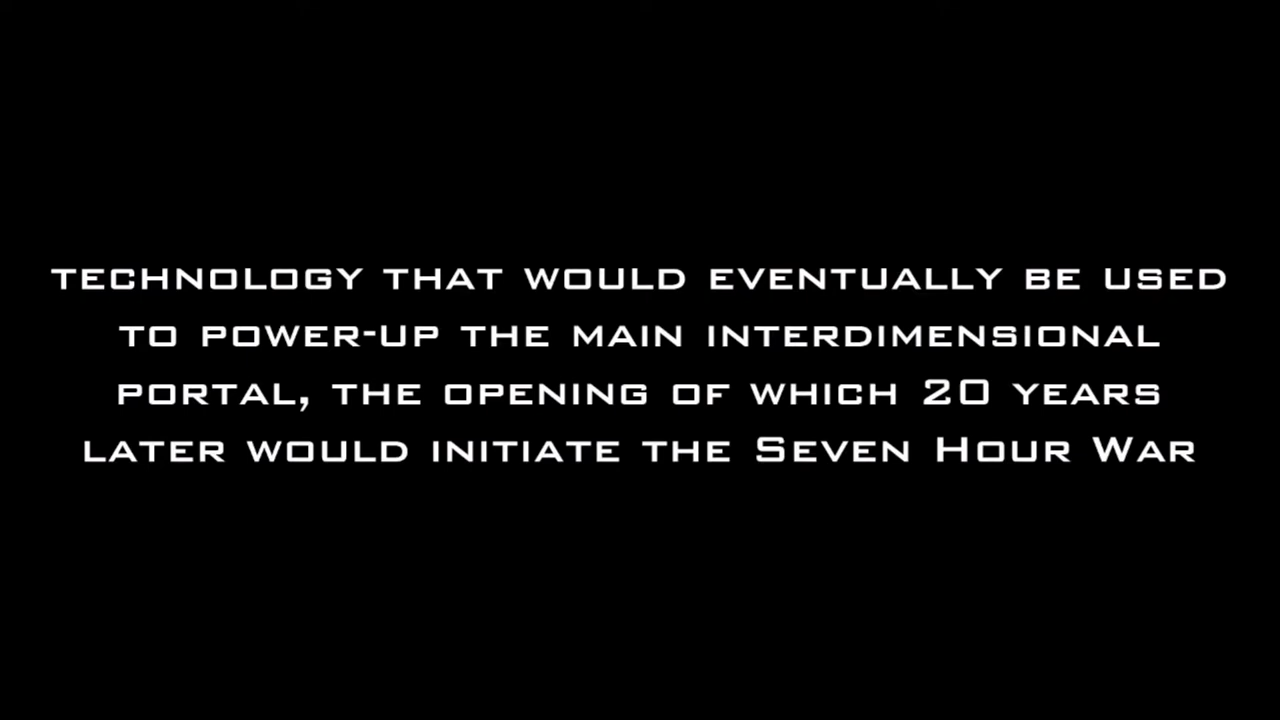 TECHNOLOGY THAT WOULD EVENTUALLY BE USED
TO POWER-UP THE MAIN INTERDIMENSIONAL
PORTAL, THE OPENING OF WHICH 20 YEARS
LATER WOULD INITIATE THE SEVEN HOUR WAR